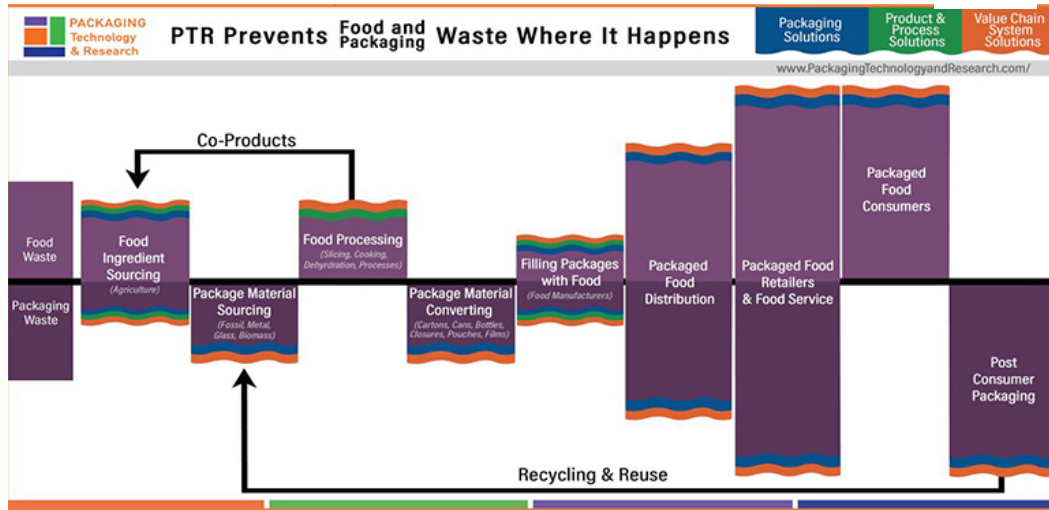 PACKAGING
Technology
& Research
PTR Prevents Food and Packaging Waste Where It Happens
Packaging
Solutions
Product &
Process
Solutions
Value Chain
System
Solutions
www.PackagingTechnologyandResearch.com/
Co-Products
Food
Waste
Packaging
Waste
Food
Ingredient
Sourcing
(Agriculture)
Package Material
Sourcing
(Fossil, Metal,
Glass, Biomass)
Food Processing
(Slicing, Cooking,
Dehyrdration, Processes)
Package Material
Converting
(Cartons, Cans, Bottles,
Closures, Pouches, Films)
Filling Packages
with Food
(Food Manufacturers)
Packaged
Food
Distribution
Packaged Food
Retailers
& Food Service
Packaged
Food
Consumers
Post
Consumer
Packaging
Recycling & Reuse